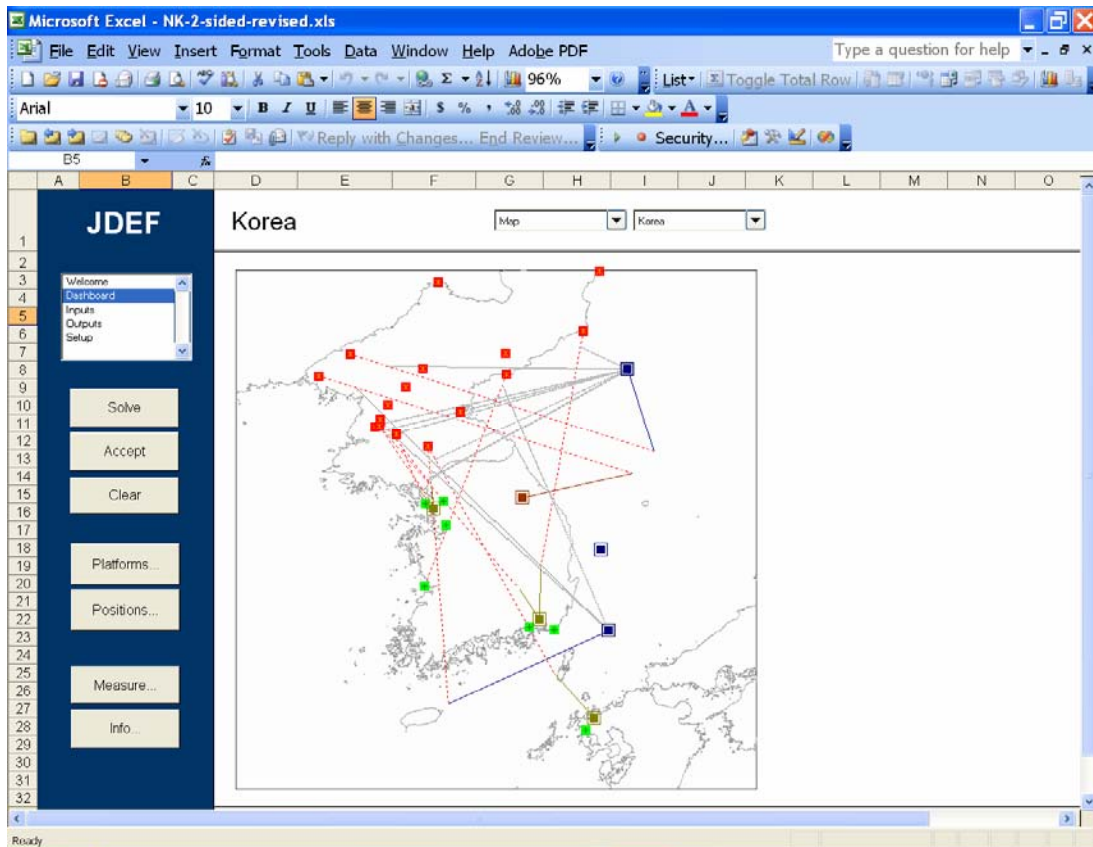 Microsoft Excel - NK-2-sided-revised.xls
File Edit View Insert Format Tools Data Window Help Adobe PDF Type a question for help
96% List Toggle Total Row
Arial 10 B I U $ % ,
Reply with Changes... End Review... Security...
B5 fx
A B C D E F G H I J K L M N O
JDEF Korea Map Korea
1
2
3 Welcome
4 Dashboard
5 Inputs
Outputs
6 Setup
7
8
9
10 Solve
11
12 Accept
13
14
15 Clear
16
17
18
19 Platforms...
20
21 Positions...
22
23
24
25
26 Measure...
27
28 Info...
29
30
31
32
Ready